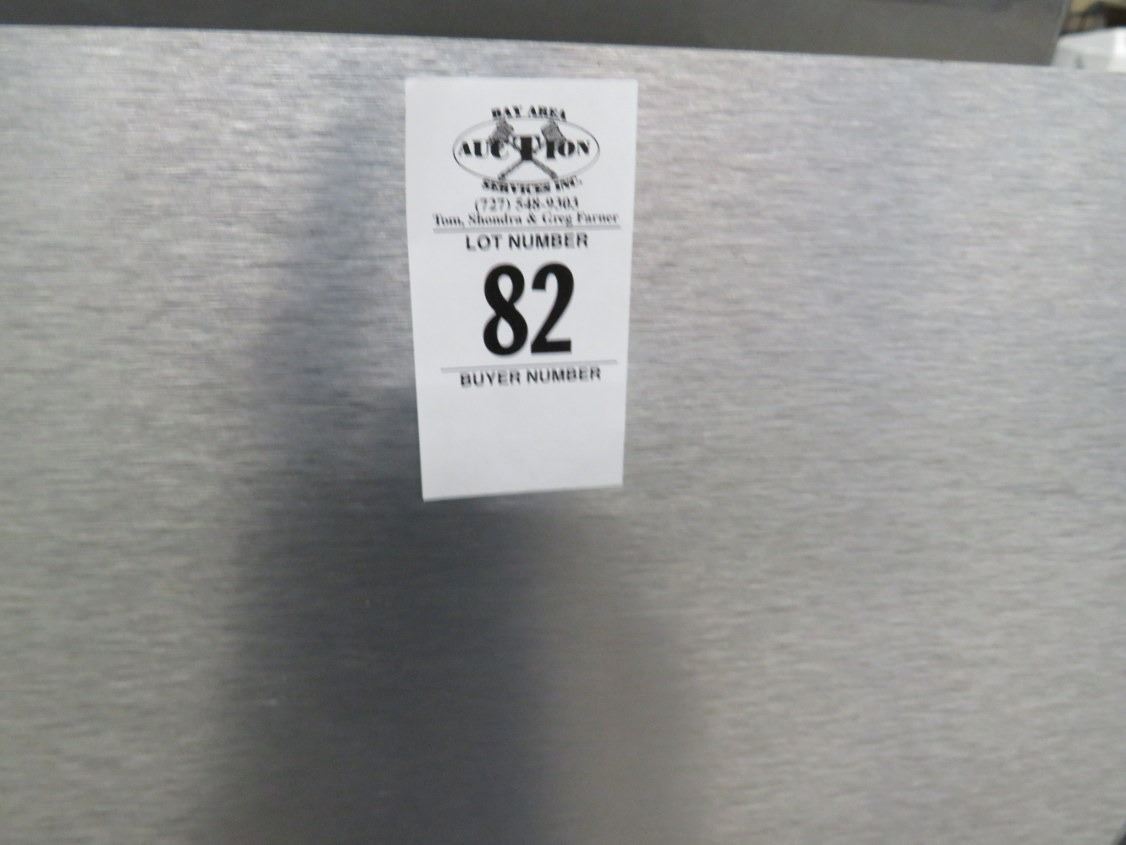 BAY AREA
AUCTION
SERVICES INC.
(727) 548-9303
Tom, Shondra & Greg Farner
LOT NUMBER
82
BUYER NUMBER